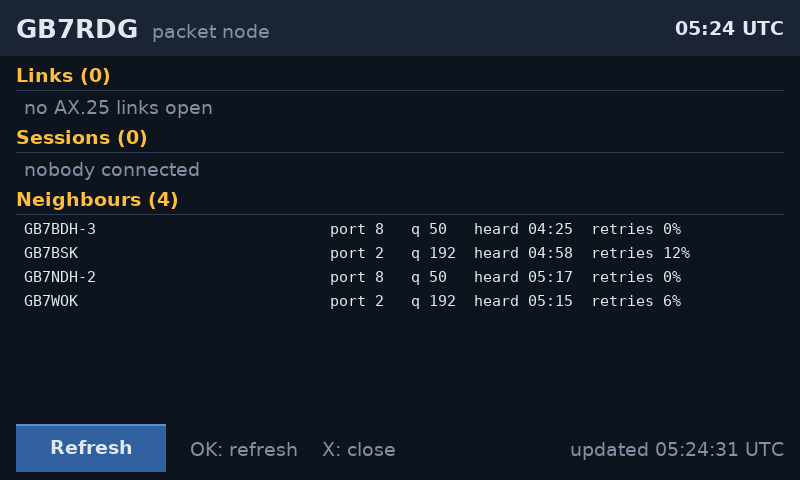 GB7RDG packet node 05:24 UTC
Links (0)
no AX.25 links open
Sessions (0)
nobody connected
Neighbours (4)
GB7BDH-3 port 8 q 50 heard 04:25 retries 0%
GB7BSK port 2 q 192 heard 04:58 retries 12%
GB7NDH-2 port 8 q 50 heard 05:17 retries 0%
GB7WOK port 2 q 192 heard 05:15 retries 6%
Refresh OK: refresh X: close updated 05:24:31 UTC